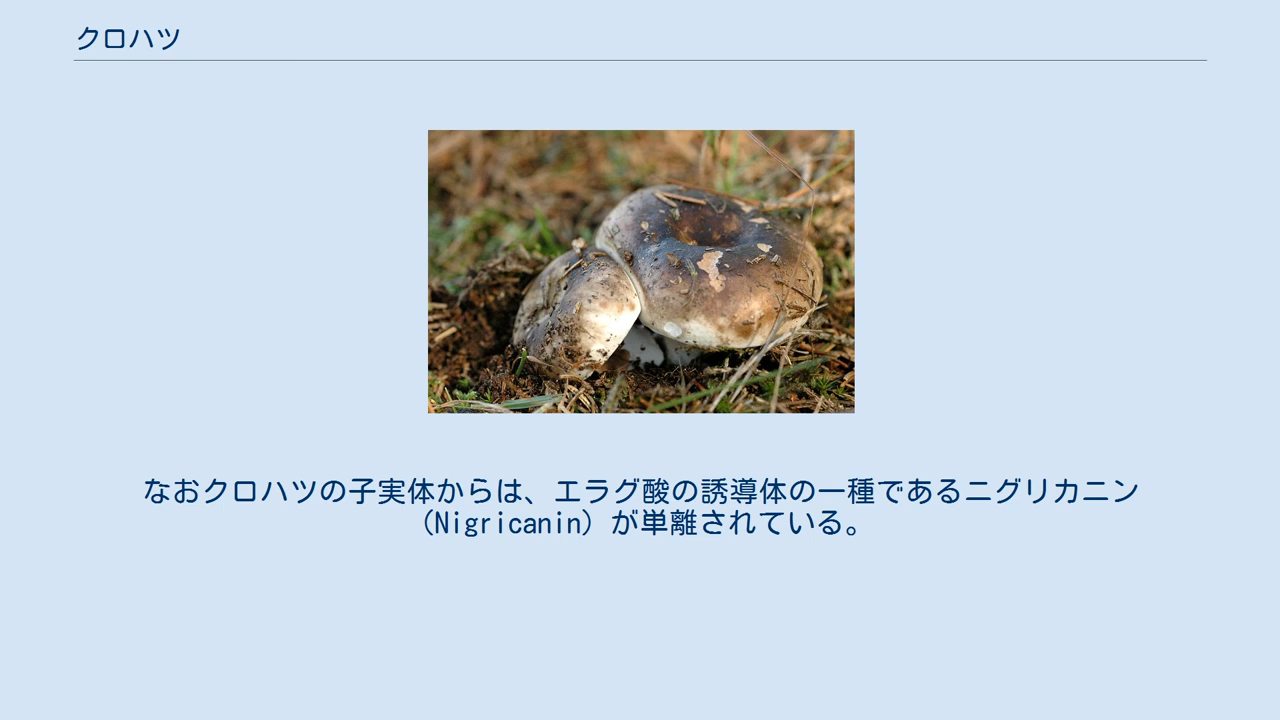 クロハツ
なおクロハツの子実体からは、エラグ酸の誘導体の一種であるニグリカニン
(Nigricanin) が単離されている。